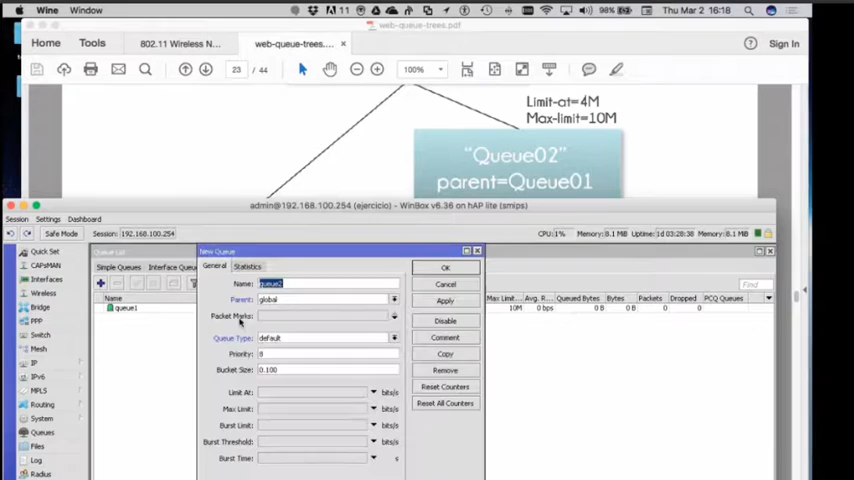 Wine Window
11
98%
Thu Mar 2 16:18
web-queue-trees.pdf
Home Tools 802.11 Wireless N... web-queue-trees.... × Sign In
23 / 44 100%
Limit-at=4M
Max-limit=10M
"Queue02"
parent=Queue01
admin@192.168.100.254 (ejercicio) - WinBox v6.36 on hAP lite (smips)
Session Settings Dashboard
Safe Mode Session: 192.168.100.254 CPU:1% Memory:8.1 MB Uptime:1d 03:28:38 Memory:8.1 MB
Quick Set
CAPsMAN
Interfaces
Wireless
Bridge
PPP
Switch
Mesh
IP
IPv6
MPLS
Routing
System
Queues
Files
Log
Radius
Queue List
Simple Queues Interface Queu
Name
queue1
New Queue
General Statistics
Name: queue2
Parent: global
Packet Marks:
Queue Type: default
Priority: 8
Bucket Size: 0.100
Limit At: bits/s
Max Limit: bits/s
Burst Limit: bits/s
Burst Threshold: bits/s
Burst Time: s
OK
Cancel
Apply
Disable
Comment
Copy
Remove
Reset Counters
Reset All Counters
Find
Max Limit... Avg. R... Queued Bytes Bytes Packets Dropped PCQ Queues
10M 0 bps 0 B 0 B 0 0